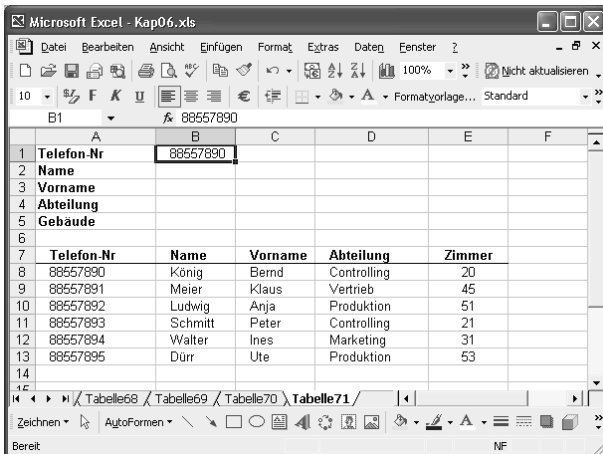 Microsoft Excel - Kap06.xls
Datei Bearbeiten Ansicht Einfügen Format Extras Daten Fenster ?
100% Nicht aktualisieren
10 F K U € A Formatvorlage... Standard
B1 fx 88557890
A B C D E F
1 Telefon-Nr 88557890
2 Name
3 Vorname
4 Abteilung
5 Gebäude
6
7 Telefon-Nr Name Vorname Abteilung Zimmer
8 88557890 König Bernd Controlling 20
9 88557891 Meier Klaus Vertrieb 45
10 88557892 Ludwig Anja Produktion 51
11 88557893 Schmitt Peter Controlling 21
12 88557894 Walter Ines Marketing 31
13 88557895 Dürr Ute Produktion 53
14
15
Tabelle68 Tabelle69 Tabelle70 Tabelle71
Zeichnen AutoFormen A A
Bereit NF